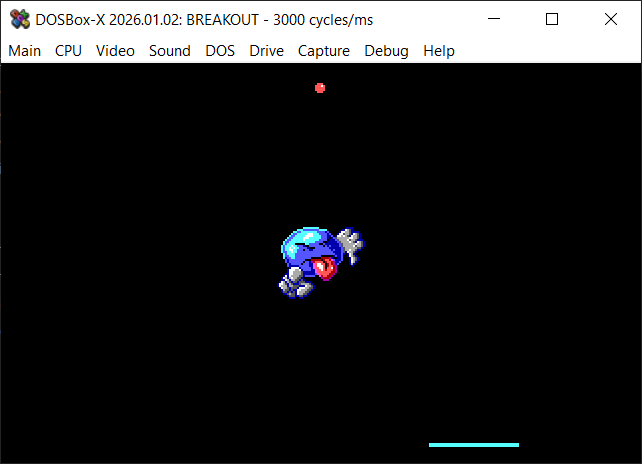 DOSBox-X 2026.01.02: BREAKOUT - 3000 cycles/ms
Main CPU Video Sound DOS Drive Capture Debug Help